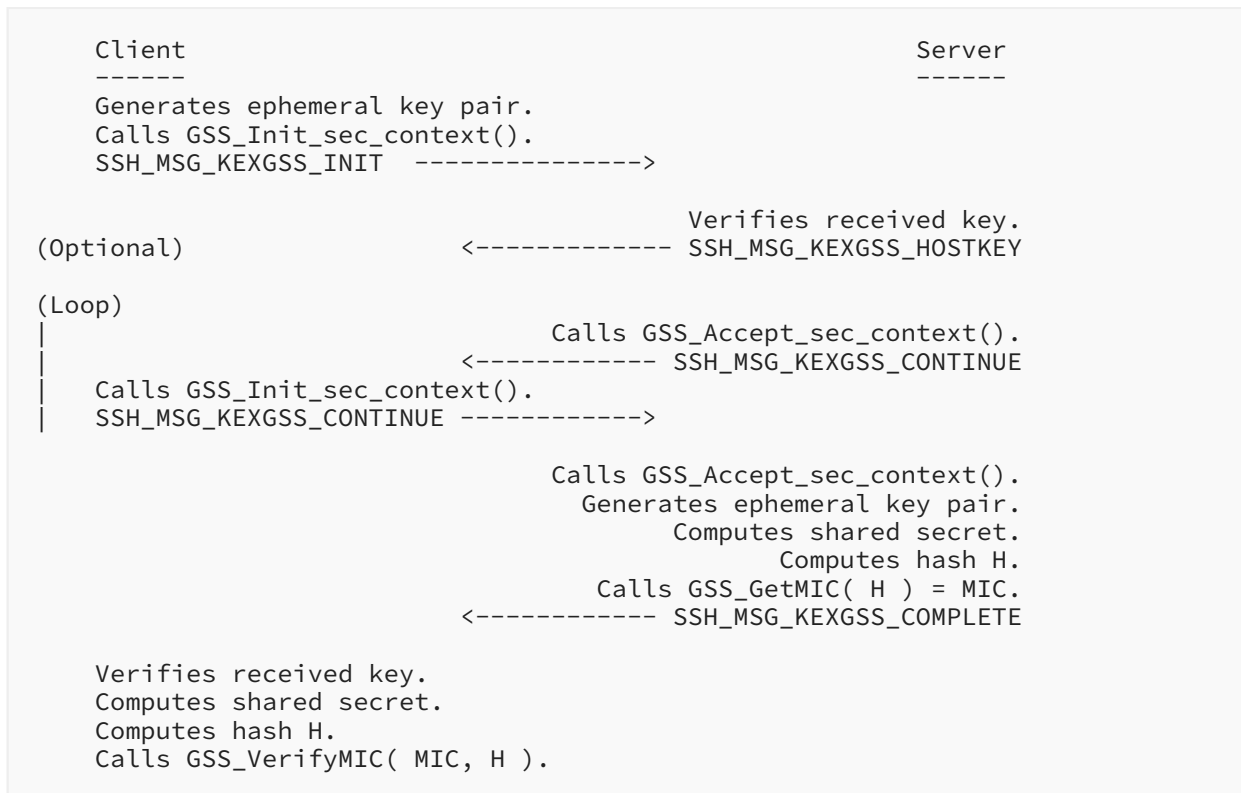 Client                                                Server
------                                                ------
Generates ephemeral key pair.
Calls GSS_Init_sec_context().
SSH_MSG_KEXGSS_INIT  --------------->
Verifies received key.
(Optional)                  <------------- SSH_MSG_KEXGSS_HOSTKEY
(Loop)
|                                 Calls GSS_Accept_sec_context().
|                           <------------ SSH_MSG_KEXGSS_CONTINUE
|   Calls GSS_Init_sec_context().
|   SSH_MSG_KEXGSS_CONTINUE ------------>
Calls GSS_Accept_sec_context().
Generates ephemeral key pair.
Computes shared secret.
Computes hash H.
Calls GSS_GetMIC( H ) = MIC.
<------------ SSH_MSG_KEXGSS_COMPLETE
Verifies received key.
Computes shared secret.
Computes hash H.
Calls GSS_VerifyMIC( MIC, H ).